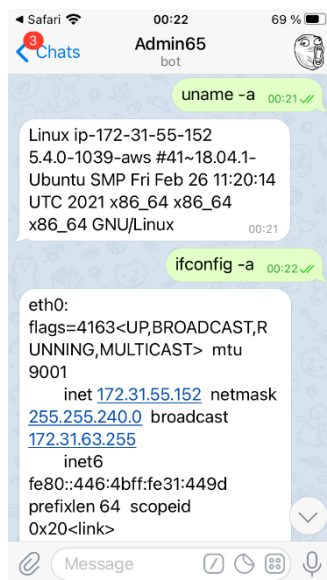 ◀ Safari 00:22 69 %
3
Chats
Admin65
bot
uname -a 00:21
Linux ip-172-31-55-152
5.4.0-1039-aws #41~18.04.1-
Ubuntu SMP Fri Feb 26 11:20:14
UTC 2021 x86_64 x86_64
x86_64 GNU/Linux 00:21
ifconfig -a 00:22
eth0:
flags=4163<UP,BROADCAST,R
UNNING,MULTICAST> mtu
9001
inet 172.31.55.152 netmask
255.255.240.0 broadcast
172.31.63.255
inet6
fe80::446:4bff:fe31:449d
prefixlen 64 scopeid
0x20<link>
Message